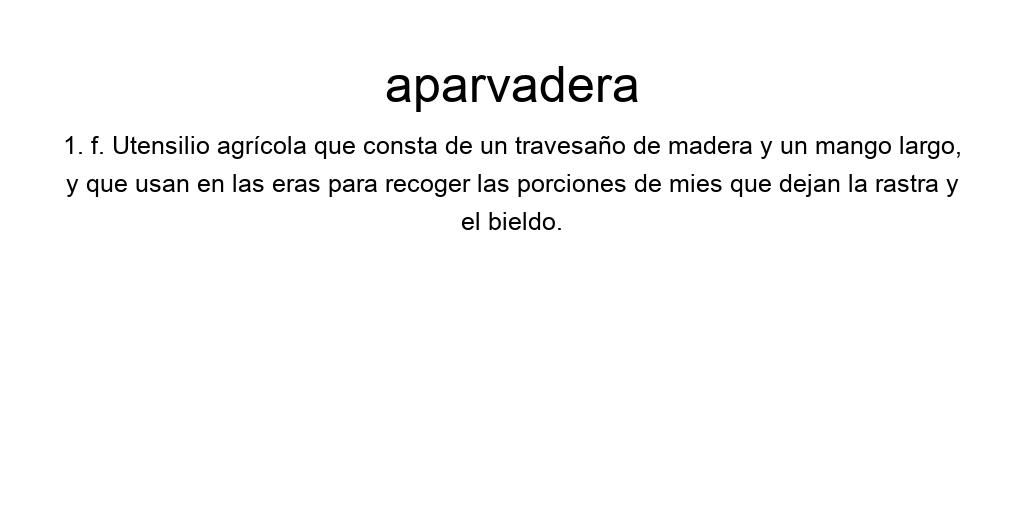 aparvadera
1. f. Utensilio agrícola que consta de un travesaño de madera y un mango largo,
y que usan en las eras para recoger las porciones de mies que dejan la rastra y
el bieldo.